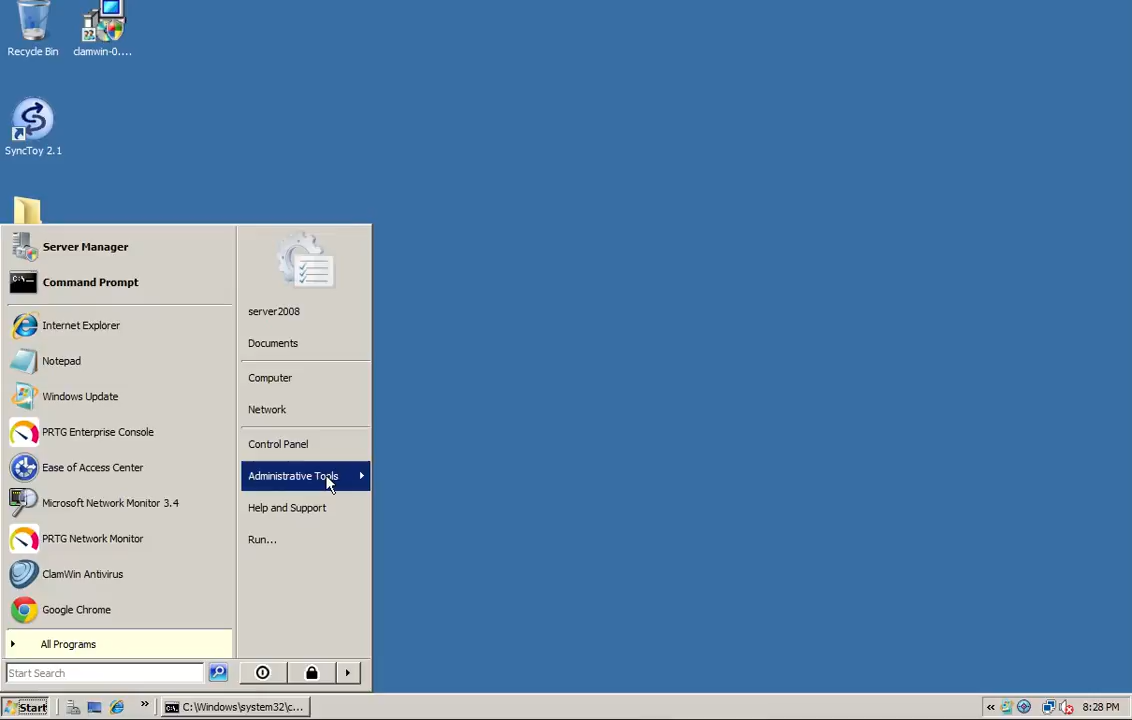 Recycle Bin
clamwin-0....
SyncToy 2.1
Server Manager
Command Prompt
Internet Explorer
Notepad
Windows Update
PRTG Enterprise Console
Ease of Access Center
Microsoft Network Monitor 3.4
PRTG Network Monitor
ClamWin Antivirus
Google Chrome
All Programs
Start Search
server2008
Documents
Computer
Network
Control Panel
Administrative Tools
Help and Support
Run...
Start
»
C:\Windows\system32\c...
«
8:28 PM